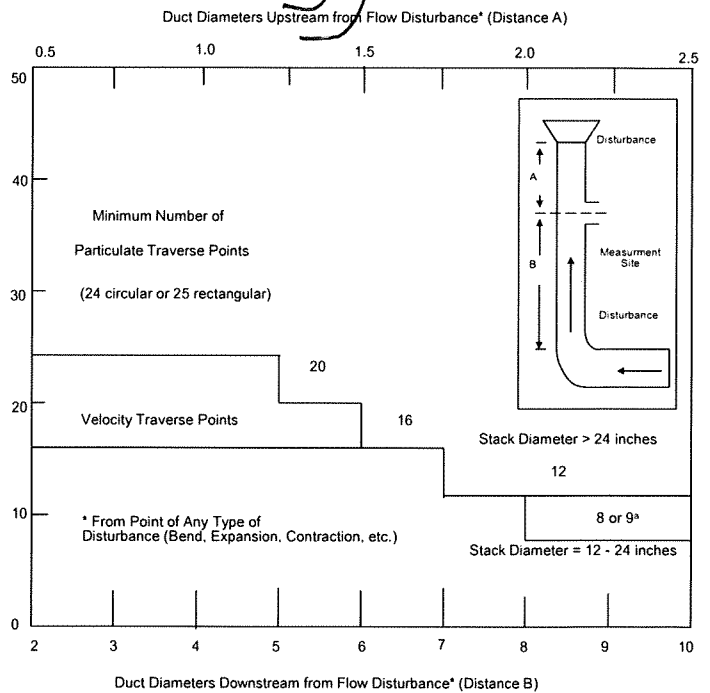 Duct Diameters Upstream from Flow Disturbance* (Distance A)
0.5 1.0 1.5 2.0 2.5
50
Disturbance
A
40
Minimum Number of
Particulate Traverse Points
(24 circular or 25 rectangular)
B
Measurment
Site
30
Disturbance
20
20
Velocity Traverse Points
16
Stack Diameter > 24 inches
12
10
* From Point of Any Type of
Disturbance (Bend, Expansion, Contraction, etc.)
8 or 9ª
Stack Diameter = 12 - 24 inches
0
2 3 4 5 6 7 8 9 10
Duct Diameters Downstream from Flow Disturbance* (Distance B)